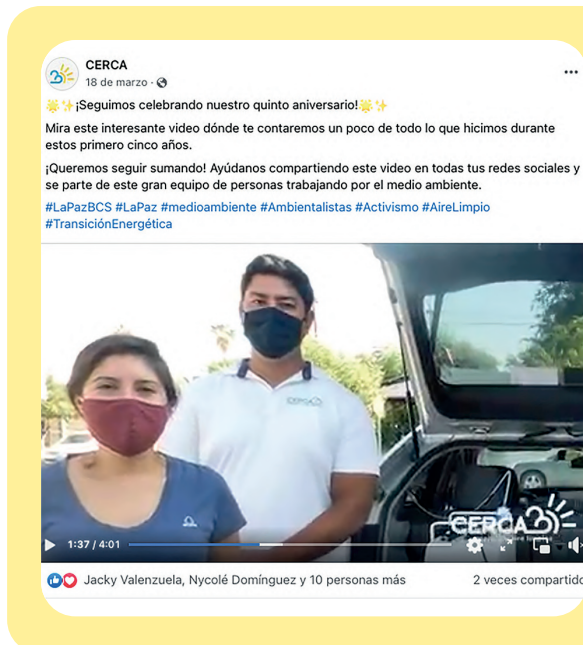 CERCA
18 de marzo ·
¡Seguimos celebrando nuestro quinto aniversario!
Mira este interesante video dónde te contaremos un poco de todo lo que hicimos durante
estos primero cinco años.
¡Queremos seguir sumando! Ayúdanos compartiendo este video en todas tus redes sociales y
se parte de este gran equipo de personas trabajando por el medio ambiente.
#LaPazBCS #LaPaz #medioambiente #Ambientalistas #Activismo #AireLimpio
#TransiciónEnergética
CERCA
CERCA
1:37 / 4:01
Jacky Valenzuela, Nycolé Domínguez y 10 personas más
2 veces compartido